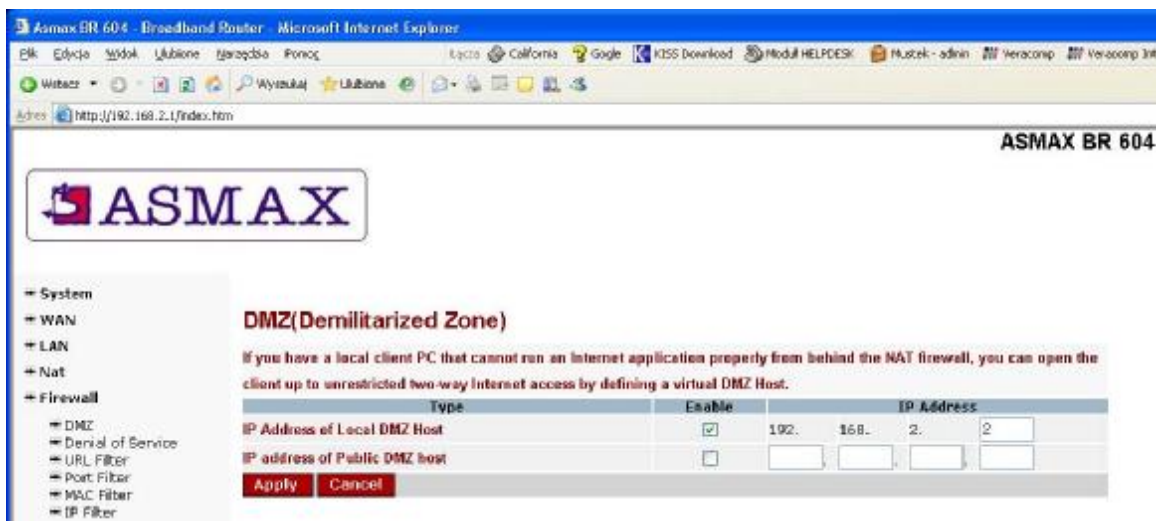 Asmax BR 604 - Broadband Router - Microsoft Internet Explorer
Plik Edycja Widok Ulubione Narzędzia Pomoc Łącza California Gogle KISS Download Moduł HELPDESK Mustek - admin Veracomp Veracomp Int
Wstecz Wyszukaj Ulubione
Adres http://192.168.2.1/index.htm
ASMAX BR 604
ASMAX
System
WAN
LAN
Nat
Firewall
DMZ
Denial of Service
URL Filter
Port Filter
MAC Filter
IP Filter
DMZ(Demilitarized Zone)
If you have a local client PC that cannot run an Internet application properly from behind the NAT firewall, you can open the
client up to unrestricted two-way Internet access by defining a virtual DMZ Host.
Type Enable IP Address
IP Address of Local DMZ Host 192. 168. 2. 2
IP address of Public DMZ host . . .
Apply Cancel